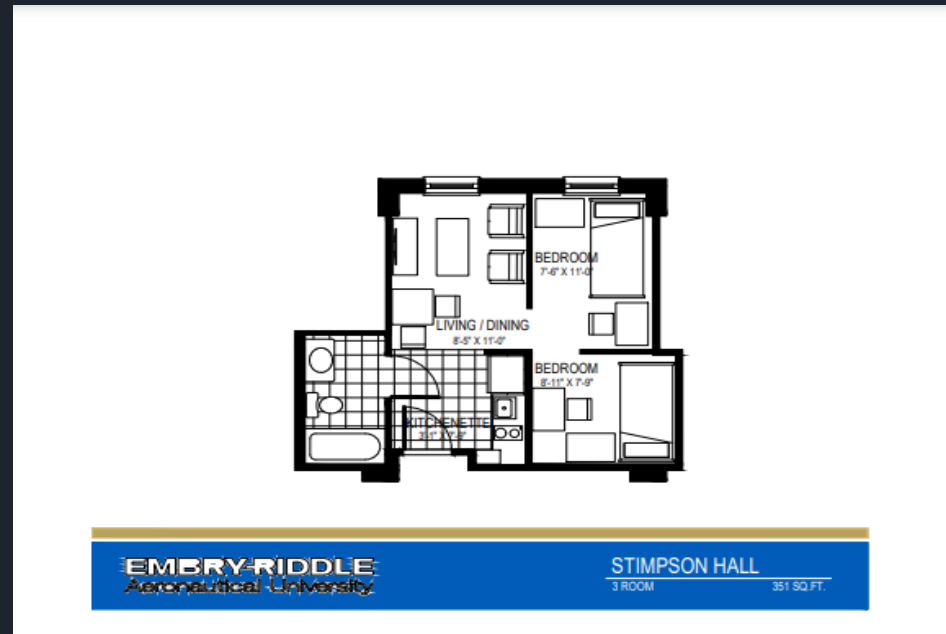 BEDROOM
7'-6" X 11'-0"
LIVING / DINING
8'-5" X 11'-0"
BEDROOM
8'-11" X 7'-9"
KITCHENETTE
EMBRY-RIDDLE
Aeronautical University
STIMPSON HALL
3 ROOM
351 SQ.FT.